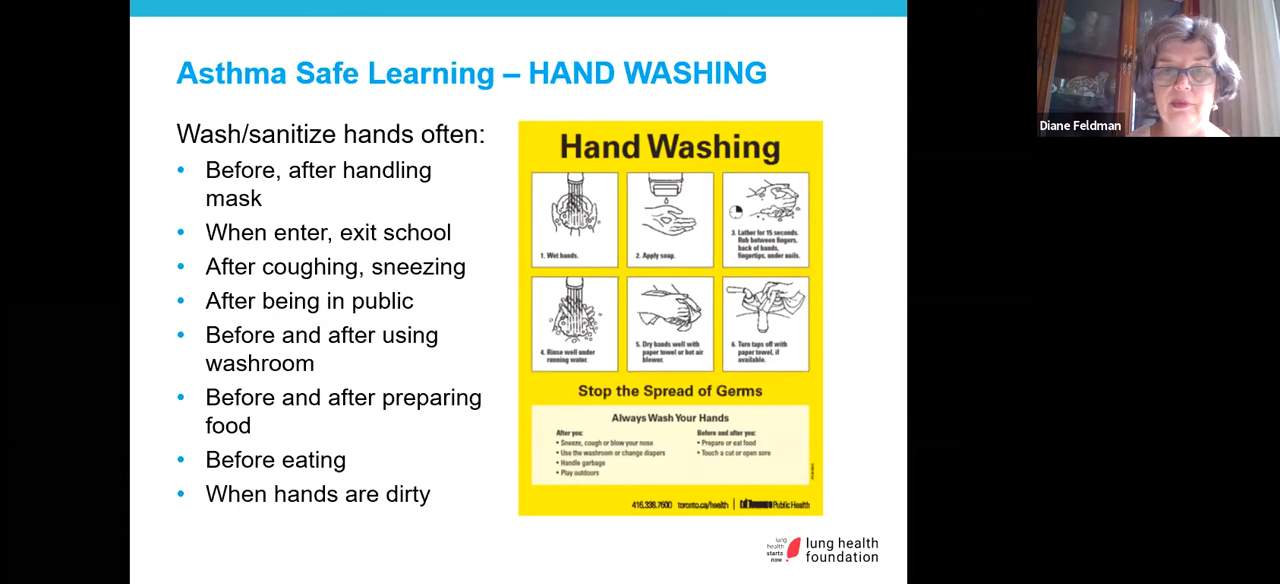 Asthma Safe Learning – HAND WASHING
Wash/sanitize hands often:
• Before, after handling
mask
• When enter, exit school
• After coughing, sneezing
• After being in public
• Before and after using
washroom
• Before and after preparing
food
• Before eating
• When hands are dirty
Hand Washing
1. Wet hands.
2. Apply soap.
3. Lather for 15 seconds.
Rub between fingers,
back of hands,
fingertips, under nails.
4. Rinse well under
running water.
5. Dry hands well with
paper towel or hot air
blower.
6. Turn taps off with
paper towel, if
available.
Stop the Spread of Germs
Always Wash Your Hands
After you:
• Sneeze, cough or blow your nose
• Use the washroom or change diapers
• Handle garbage
• Play outdoors
Before and after you:
• Prepare or eat food
• Touch a cut or open sore
416.338.7600 toronto.ca/health Toronto Public Health
lung
health
starts
now
lung health
foundation
Diane Feldman